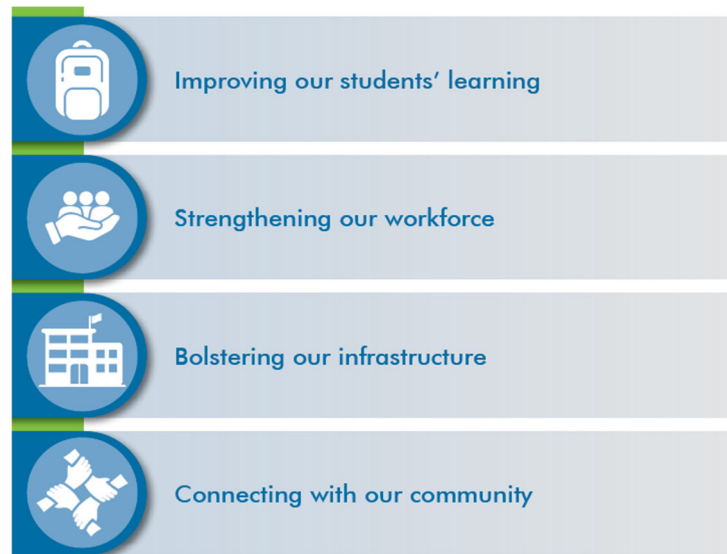 Improving our students’ learning
Strengthening our workforce
Bolstering our infrastructure
Connecting with our community